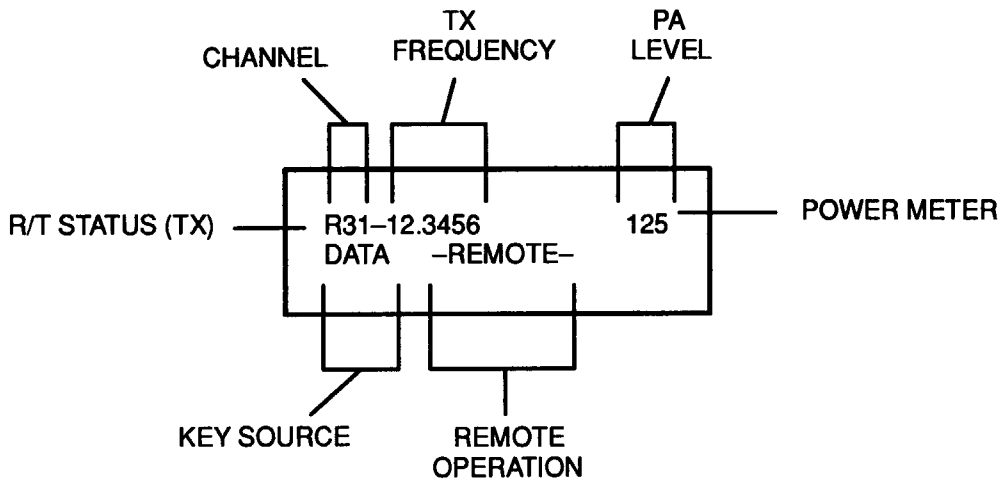 TX
FREQUENCY
PA
LEVEL
CHANNEL
R/T STATUS (TX)
R31–12.3456 125
POWER METER
DATA –REMOTE–
KEY SOURCE
REMOTE
OPERATION